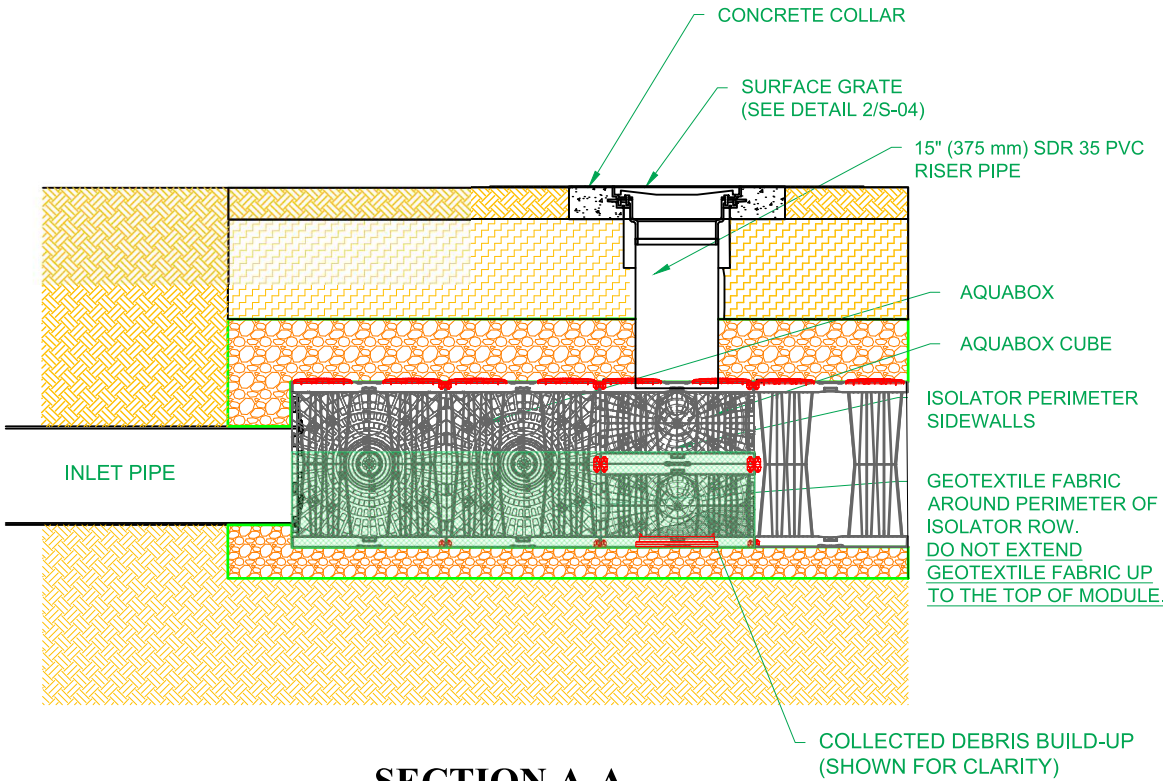 CONCRETE COLLAR
SURFACE GRATE
(SEE DETAIL 2/S-04)
15" (375 mm) SDR 35 PVC
RISER PIPE
AQUABOX
AQUABOX CUBE
ISOLATOR PERIMETER
SIDEWALLS
INLET PIPE
GEOTEXTILE FABRIC
AROUND PERIMETER OF
ISOLATOR ROW.
DO NOT EXTEND
GEOTEXTILE FABRIC UP
TO THE TOP OF MODULE.
COLLECTED DEBRIS BUILD-UP
(SHOWN FOR CLARITY)
SECTION A-A